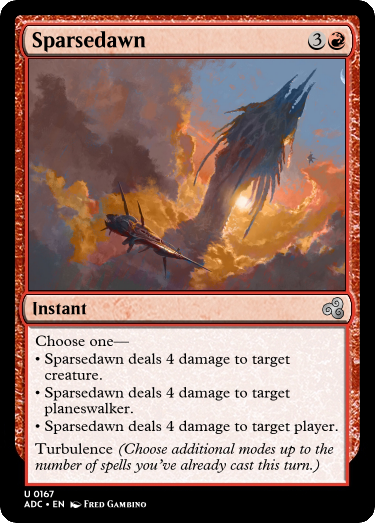 Sparsedawn 3
Instant
Choose one—
• Sparsedawn deals 4 damage to target
creature.
• Sparsedawn deals 4 damage to target
planeswalker.
• Sparsedawn deals 4 damage to target player.
Turbulence (Choose additional modes up to the
number of spells you've already cast this turn.)
U 0167
ADC • EN Fred Gambino